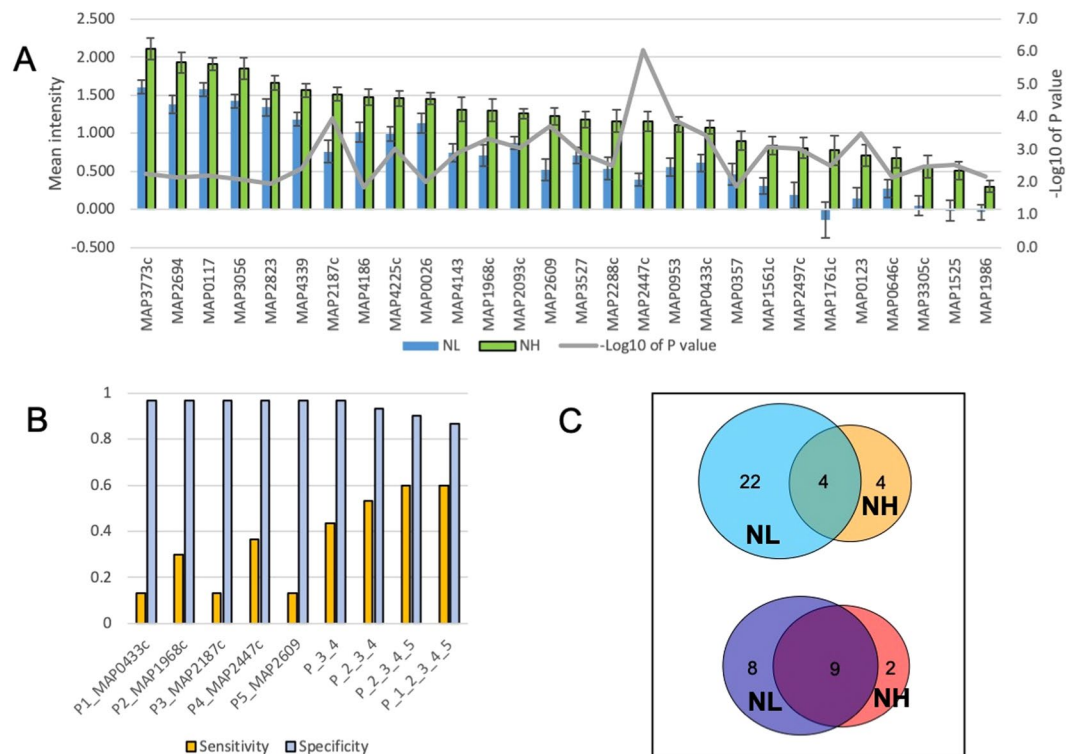 A
2.500
2.000
1.500
1.000
0.500
0.000
-0.500
Mean intensity
7.0
6.0
5.0
4.0
3.0
2.0
1.0
0.0
-Log10 of P value
MAP3773c
MAP2694
MAP0117
MAP3056
MAP2823
MAP4339
MAP2187c
MAP4186
MAP4225c
MAP0026
MAP4143
MAP1968c
MAP2093c
MAP2609
MAP3527
MAP2288c
MAP2447c
MAP0953
MAP0433c
MAP0357
MAP1561c
MAP2497c
MAP1761c
MAP0123
MAP0646c
MAP3305c
MAP1525
MAP1986
NL NH -Log10 of P value
B
1
0.8
0.6
0.4
0.2
0
P1_MAP0433c
P2_MAP1968c
P3_MAP2187c
P4_MAP2447c
P5_MAP2609
P_3_4
P_2_3_4
P_2_3_4_5
P_1_2_3_4_5
Sensitivity Specificity
C
22 4 4
NL NH
8 9 2
NL NH